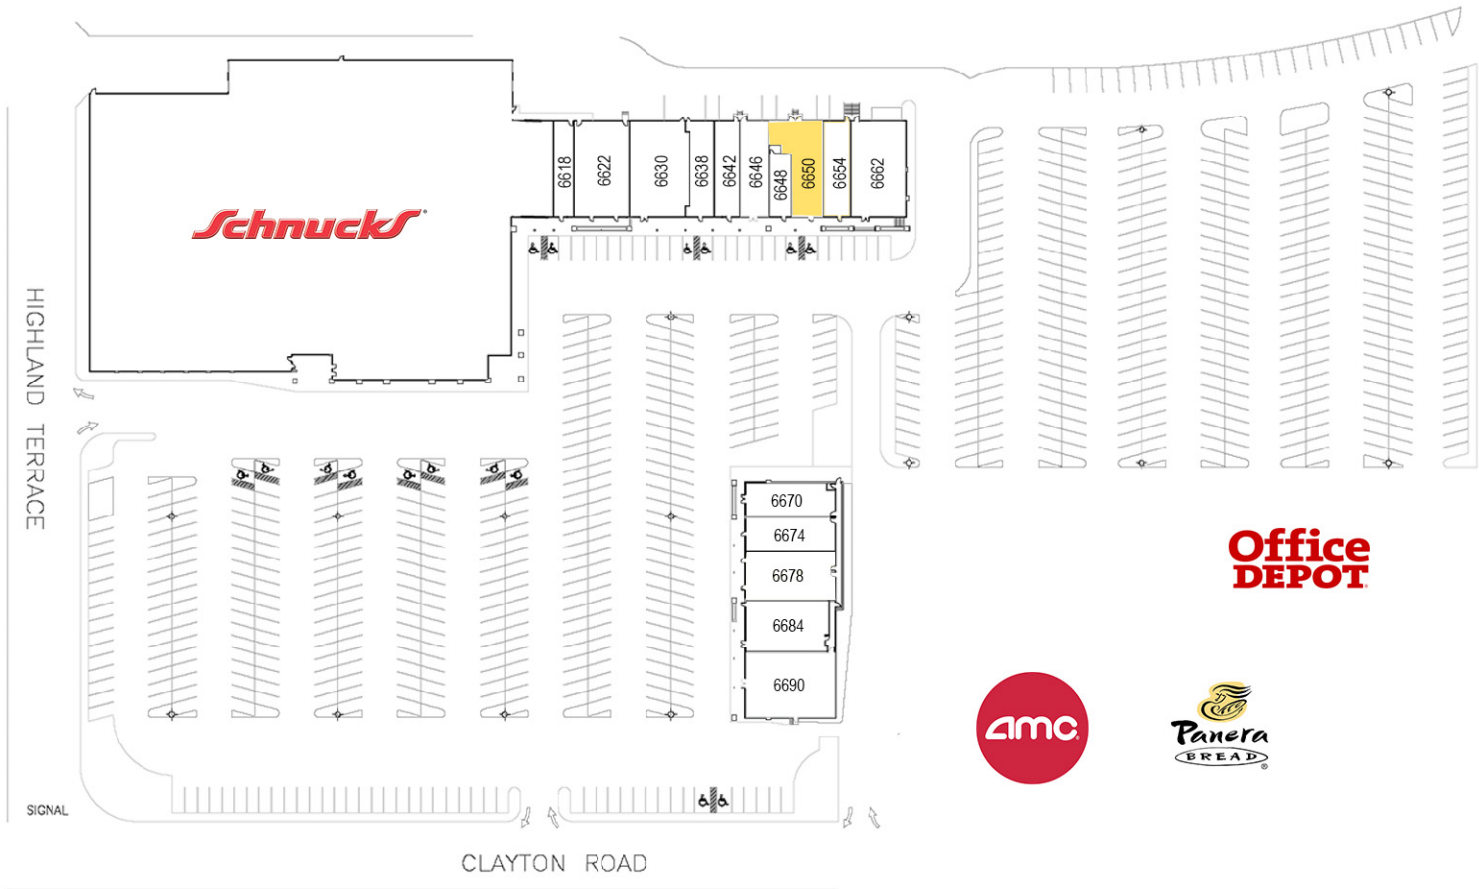 Schnucks
6618
6622
6630
6638
6642
6646
6648
6650
6654
6662
HIGHLAND TERRACE
6670
6674
6678
6684
6690
Office
DEPOT
amc
Panera
BREAD®
SIGNAL
CLAYTON ROAD